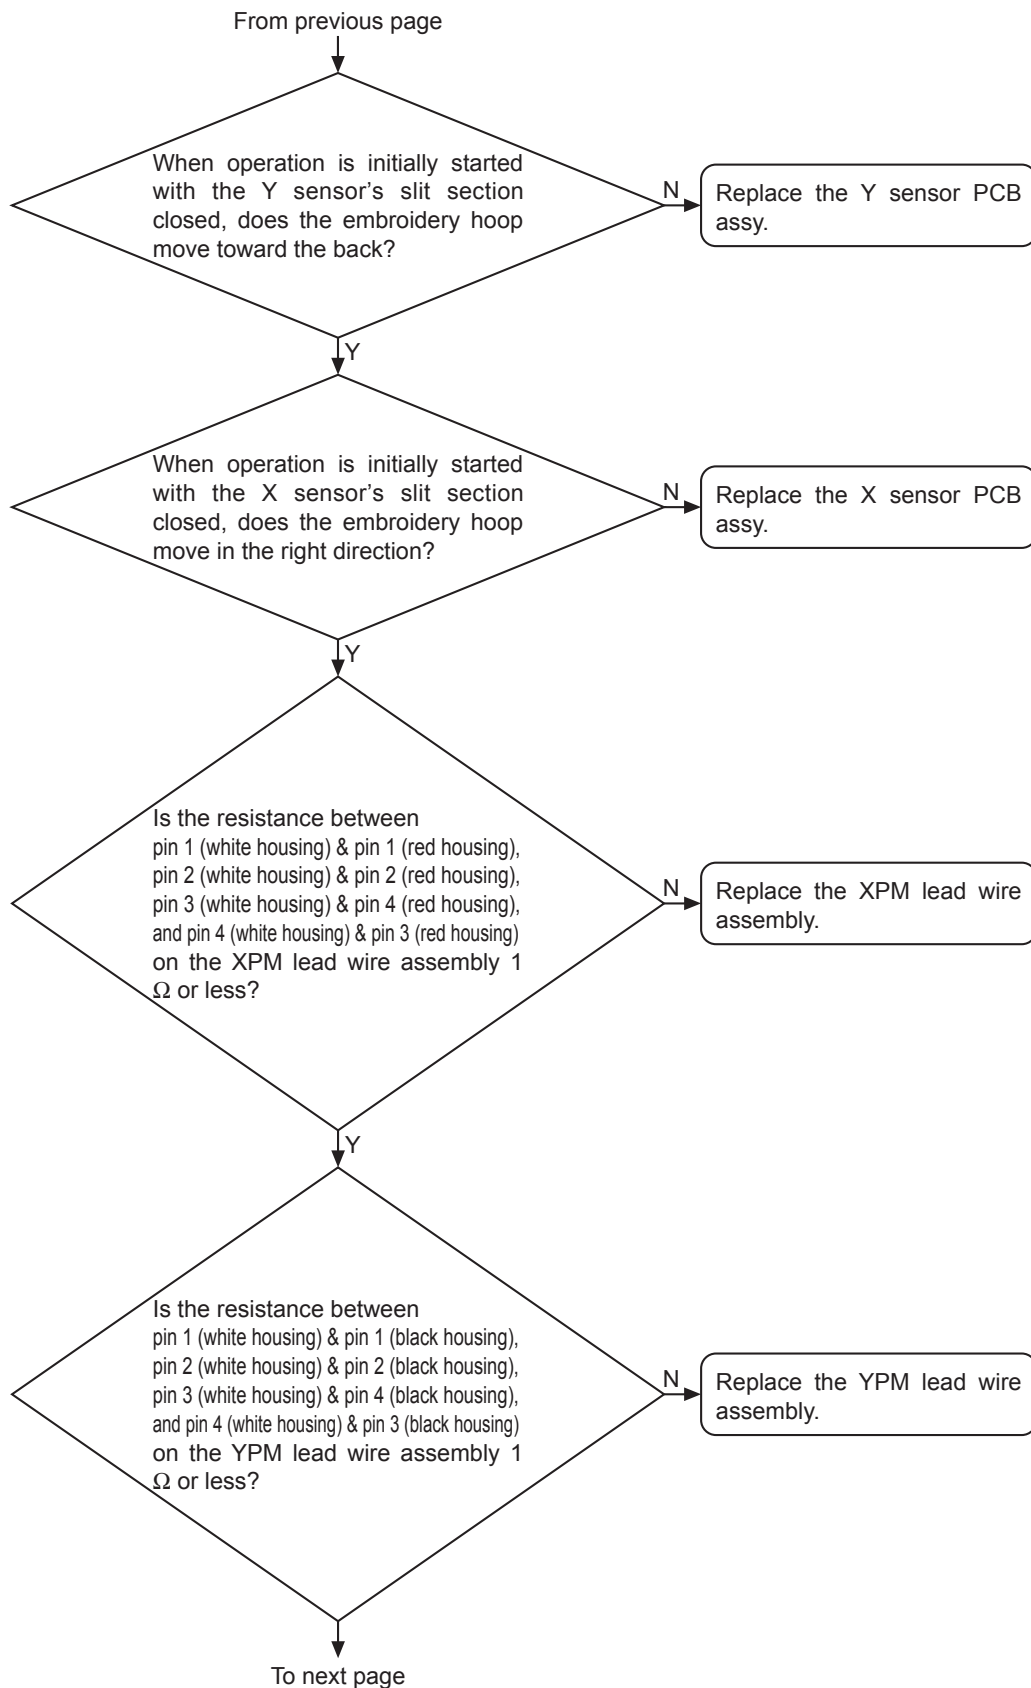 From previous page
When operation is initially started
with the Y sensor's slit section
closed, does the embroidery hoop
move toward the back?
N
Replace the Y sensor PCB
assy.
Y
When operation is initially started
with the X sensor's slit section
closed, does the embroidery hoop
move in the right direction?
N
Replace the X sensor PCB
assy.
Y
Is the resistance between
pin 1 (white housing) & pin 1 (red housing),
pin 2 (white housing) & pin 2 (red housing),
pin 3 (white housing) & pin 4 (red housing),
and pin 4 (white housing) & pin 3 (red housing)
on the XPM lead wire assembly 1
Ω or less?
N
Replace the XPM lead wire
assembly.
Y
Is the resistance between
pin 1 (white housing) & pin 1 (black housing),
pin 2 (white housing) & pin 2 (black housing),
pin 3 (white housing) & pin 4 (black housing),
and pin 4 (white housing) & pin 3 (black housing)
on the YPM lead wire assembly 1
Ω or less?
N
Replace the YPM lead wire
assembly.
To next page